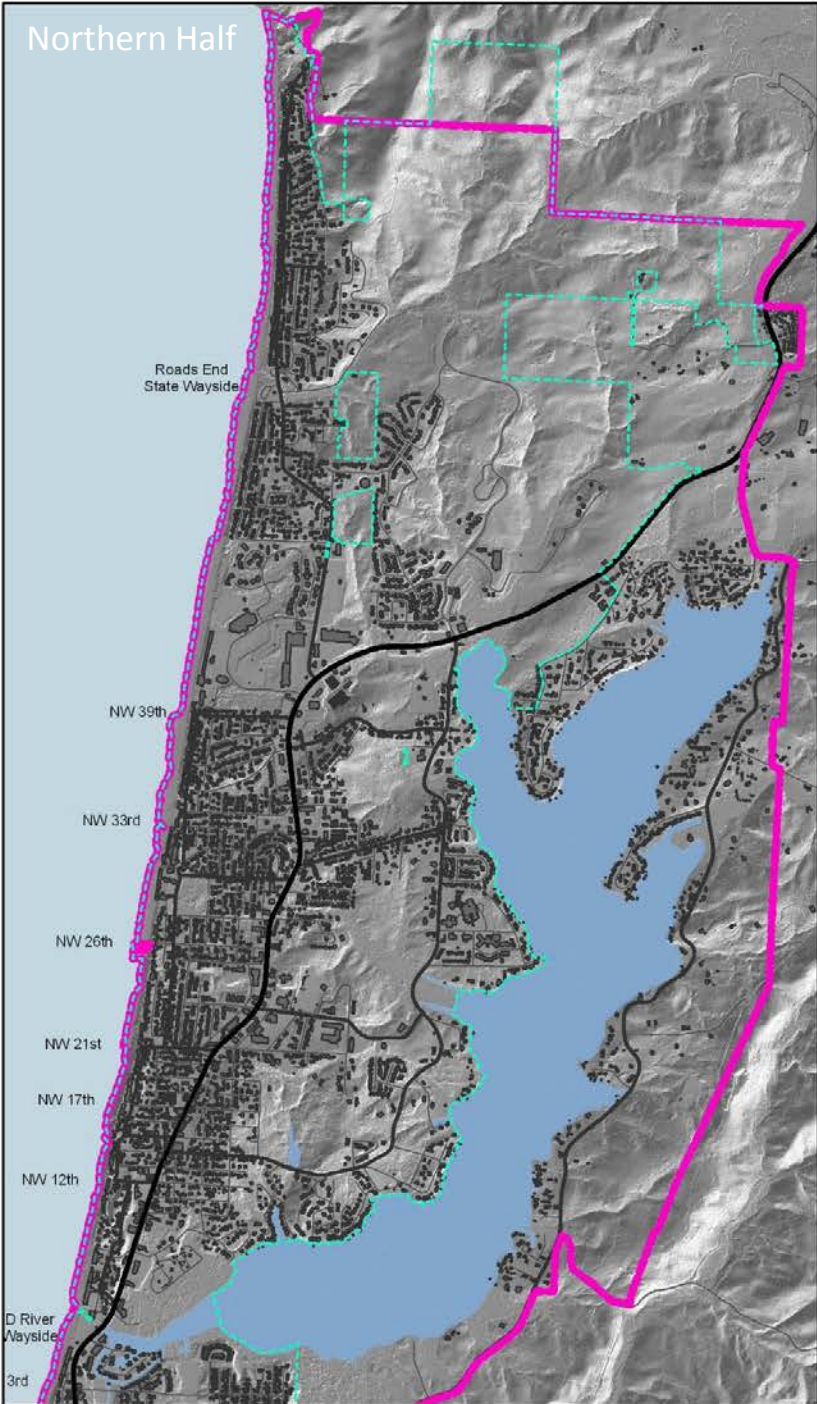 Northern Half
Roads End
State Wayside
NW 39th
NW 33rd
NW 26th
NW 21st
NW 17th
NW 12th
D River
Wayside
3rd